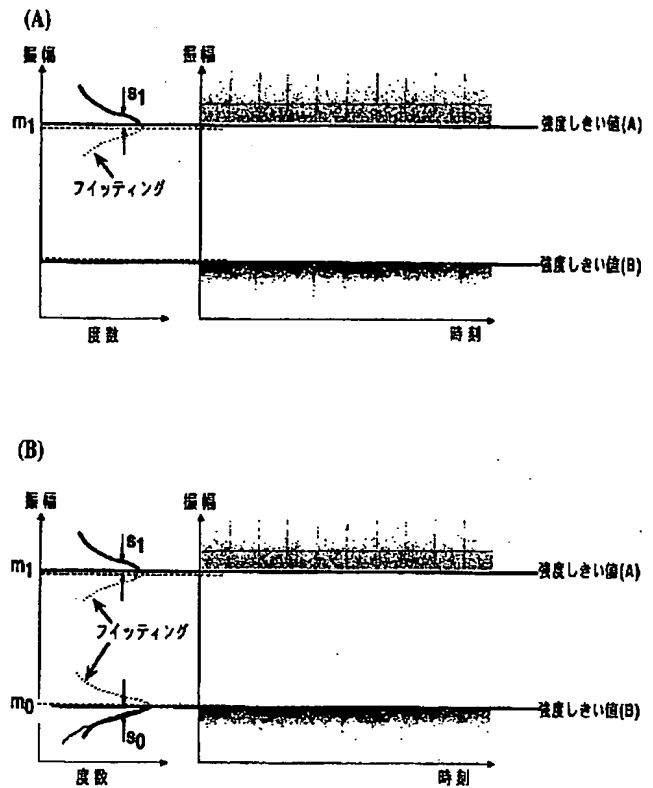 (A)
振幅
振幅
S1
m1
強度しきい値(A)
フイッティング
強度しきい値(B)
度数
時刻
(B)
振幅
振幅
S1
m1
強度しきい値(A)
フイッティング
m0
強度しきい値(B)
S0
度数
時刻